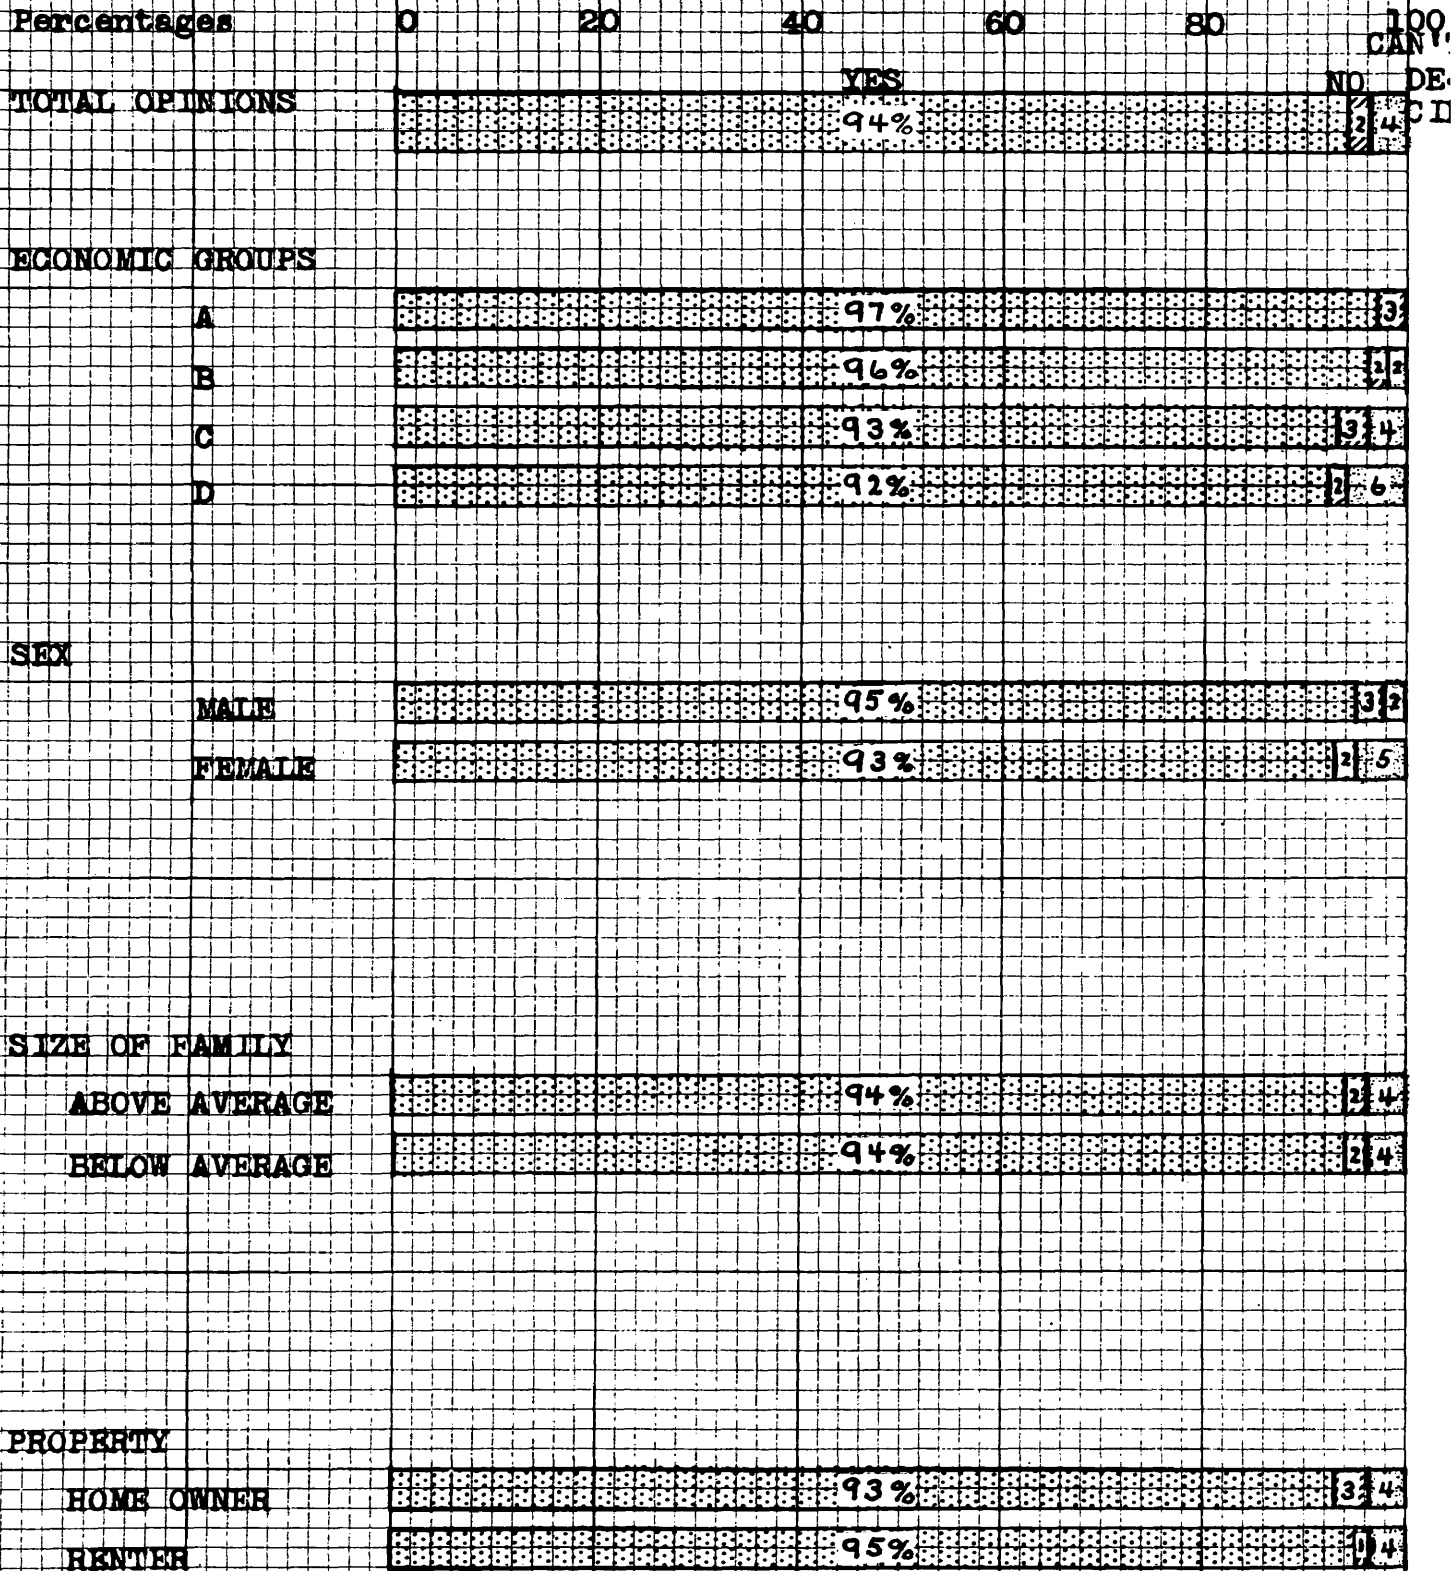 Percentages 0 20 40 60 80 100
CAN'
YES NO DE-
TOTAL OPINIONS 94% 2 4 CI
ECONOMIC GROUPS
A 97% 3
B 96% 2 2
C 93% 3 4
D 92% 2 6
SEX
MALE 95% 3 2
FEMALE 93% 2 5
SIZE OF FAMILY
ABOVE AVERAGE 94% 2 4
BELOW AVERAGE 94% 2 4
PROPERTY
HOME OWNER 93% 3 4
RENTER 95% 1 4